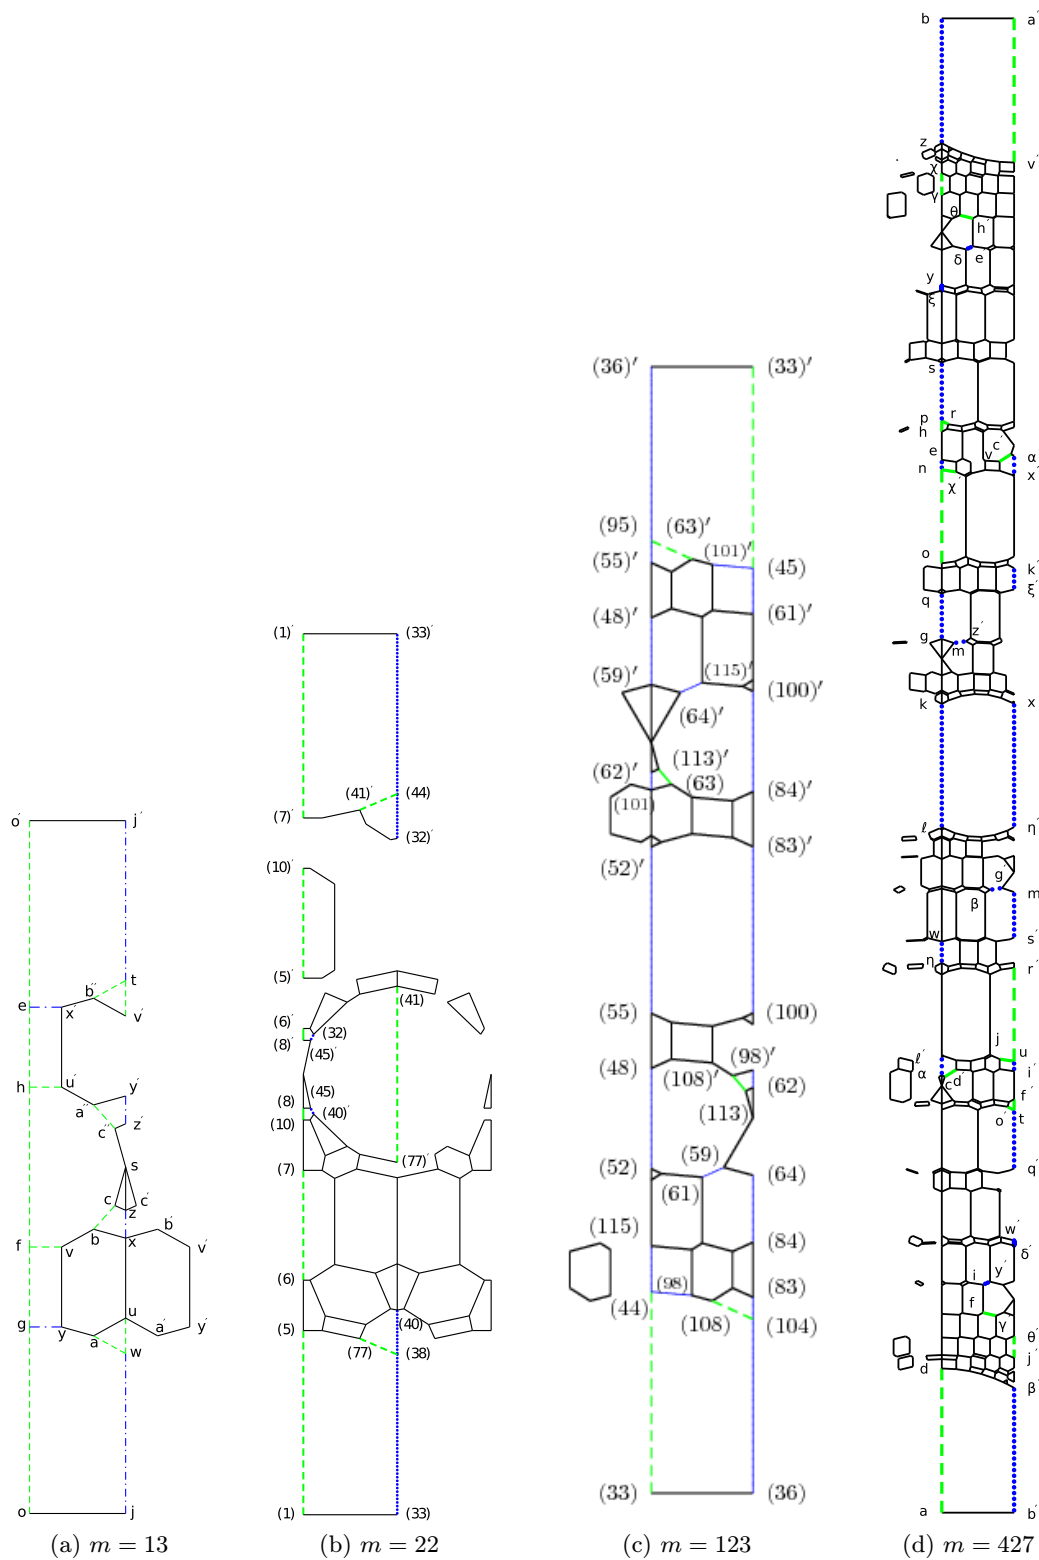 o′ j′
t
b″
e x′ v′
h u′ y′
a″
c″ z′
s
c c′
z
b b′
f v x v′
u
g y a a′ y′
w
o j
(a) m = 13
(1)′ (33)′
(41)′ (44)
(7)′ (32)′
(10)′
(5)′
(41)
(6)′ (32)
(8)′ (45)′
(45)
(8) (40)′
(10)
(7) (77)′
(6)
(5) (40)
(77) (38)
(1) (33)
(b) m = 22
(36)′ (33)′
(95) (63)′
(55)′ (101)′ (45)
(48)′ (61)′
(59)′ (115)′ (100)′
(64)′
(62)′ (113)′
(101) (63) (84)′
(83)′
(52)′
(55) (100)
(48) (98)′
(108)′ (62)
(113)
(52) (59) (64)
(61)
(115) (84)
(98) (83)
(44) (108) (104)
(33) (36)
(c) m = 123
b a′
z
χ v′
γ
θ h′
δ e′
y
ξ
s
p r
h c′
e v α′
n x′
χ′
o k′
ξ′
q
g z′
m
k x
ℓ η′
g′
β m′
w s′
η r′
j
ℓ′ u
α d′ i′
c f′
o′ t
q′
w′
δ′
i y′
f γ′
θ′
d j′
β′
a b′
(d) m = 427